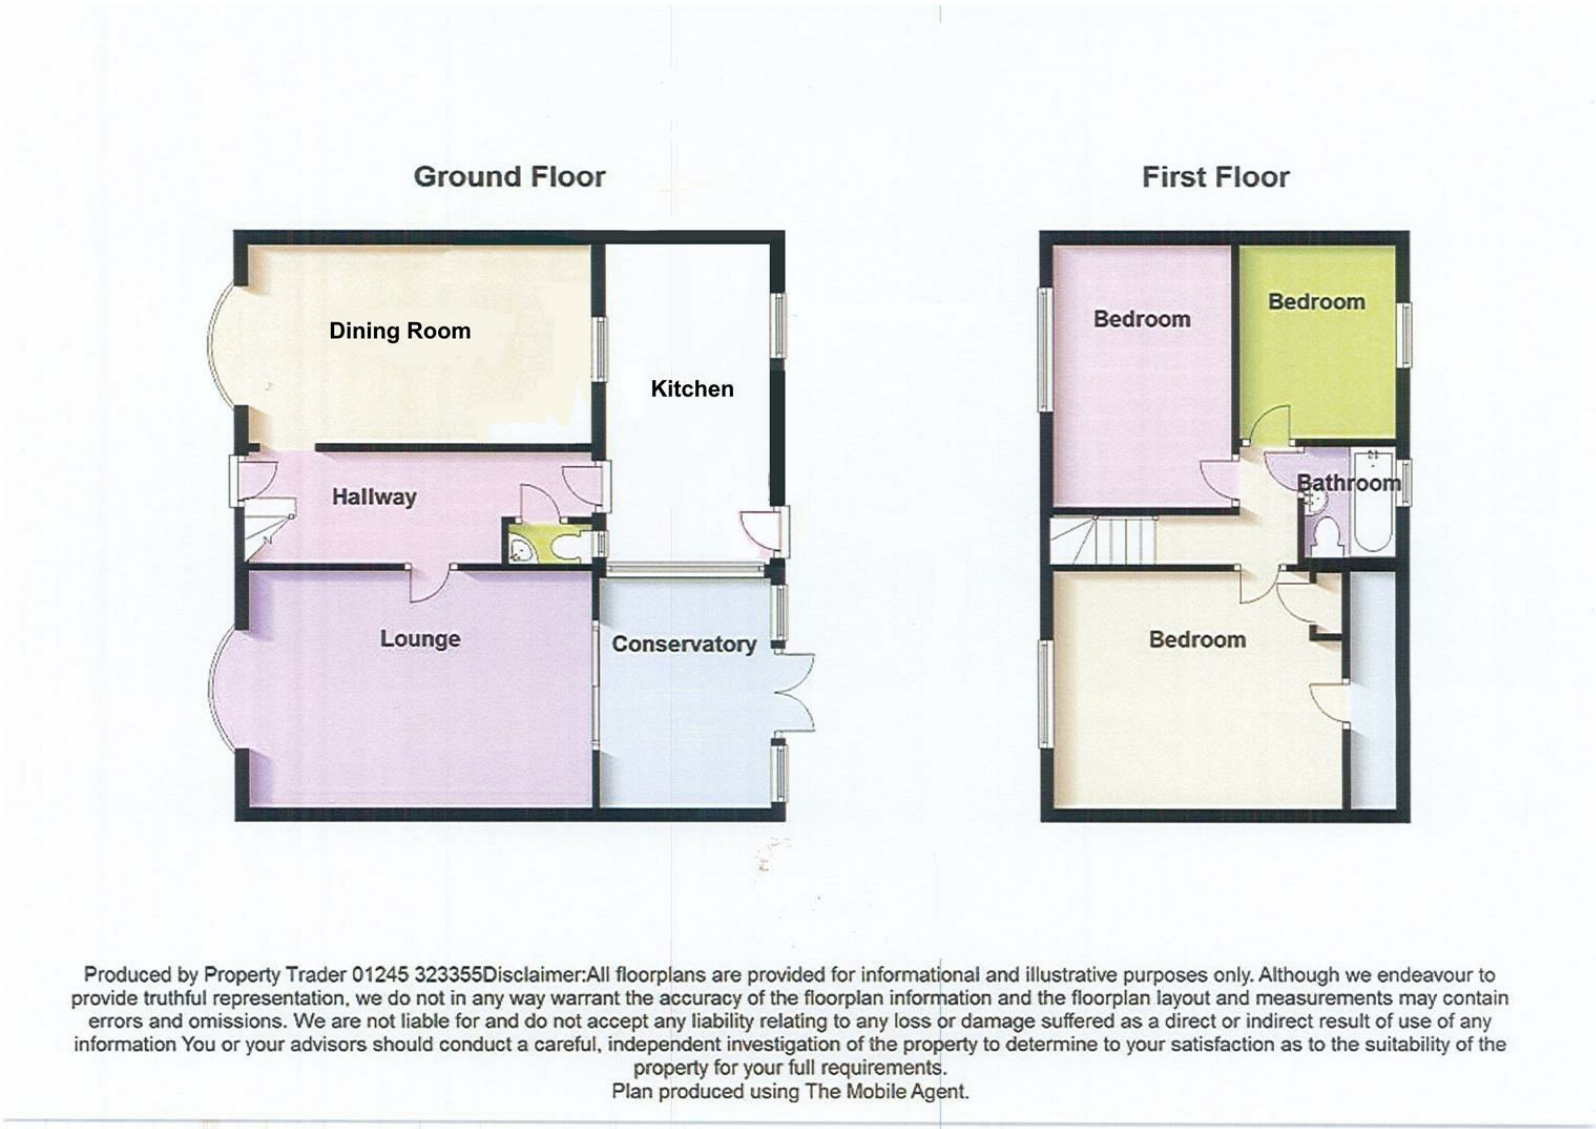 Ground Floor
First Floor
Dining Room
Kitchen
Hallway
Lounge
Conservatory
Bedroom
Bedroom
Bathroom
Bedroom
Produced by Property Trader 01245 323355Disclaimer:All floorplans are provided for informational and illustrative purposes only. Although we endeavour to
provide truthful representation, we do not in any way warrant the accuracy of the floorplan information and the floorplan layout and measurements may contain
errors and omissions. We are not liable for and do not accept any liability relating to any loss or damage suffered as a direct or indirect result of use of any
information You or your advisors should conduct a careful, independent investigation of the property to determine to your satisfaction as to the suitability of the
property for your full requirements.
Plan produced using The Mobile Agent.